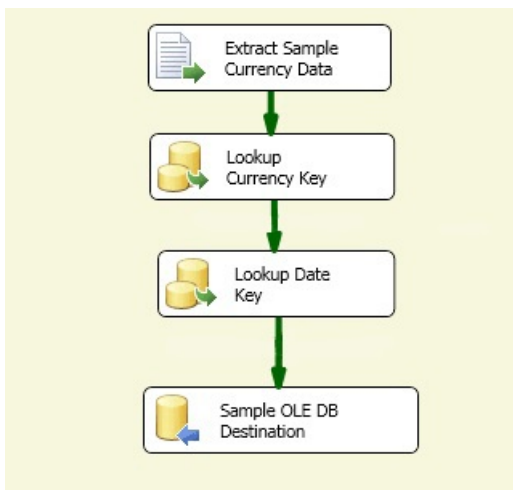 Extract Sample
Currency Data
Lookup
Currency Key
Lookup Date
Key
Sample OLE DB
Destination